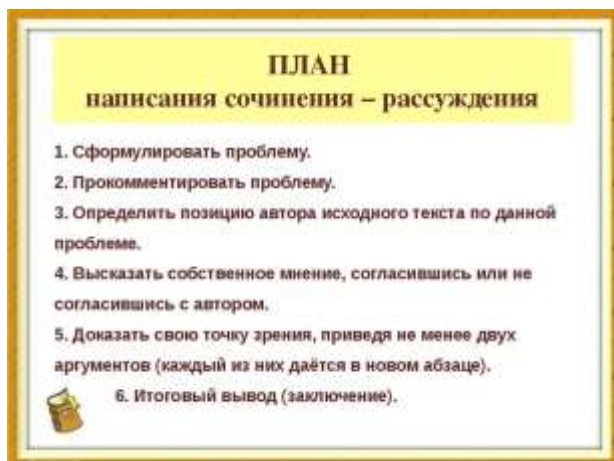 ПЛАН
написания сочинения – рассуждения
1. Сформулировать проблему.
2. Прокомментировать проблему.
3. Определить позицию автора исходного текста по данной
проблеме.
4. Высказать собственное мнение, согласившись или не
согласившись с автором.
5. Доказать свою точку зрения, приведя не менее двух
аргументов (каждый из них даётся в новом абзаце).
6. Итоговый вывод (заключение).